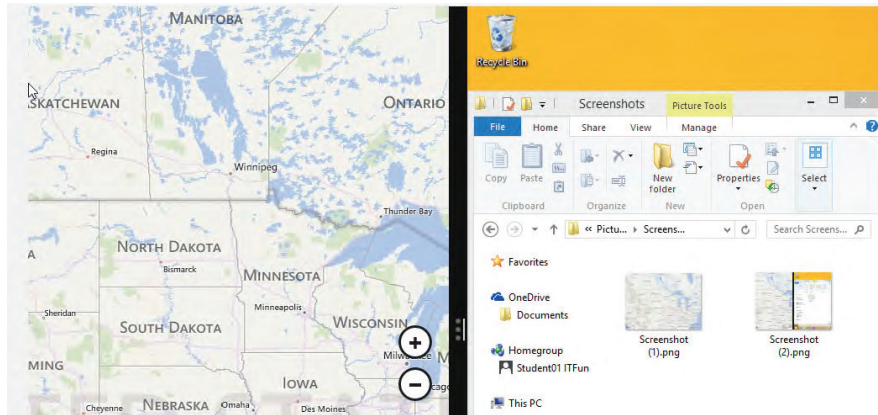 MANITOBA
SKATCHEWAN
ONTARIO
Regina
Winnipeg
Thunder Bay
A
NORTH DAKOTA
Bismarck
MINNESOTA
Sheridan
Minneapolis
SOUTH DAKOTA
WISCONSIN
MING
Milw ee
M
IOWA
cago
Cheyenne
NEBRASKA
Omaha
Des Moines
Recycle Bin
Screenshots
Picture Tools
File
Home
Share
View
Manage
Copy
Paste
New
folder
Properties
Select
Clipboard
Organize
New
Open
« Pictu... Screens...
Search Screens...
Favorites
OneDrive
Documents
Homegroup
Student01 ITFun
This PC
Screenshot
(1).png
Screenshot
(2).png